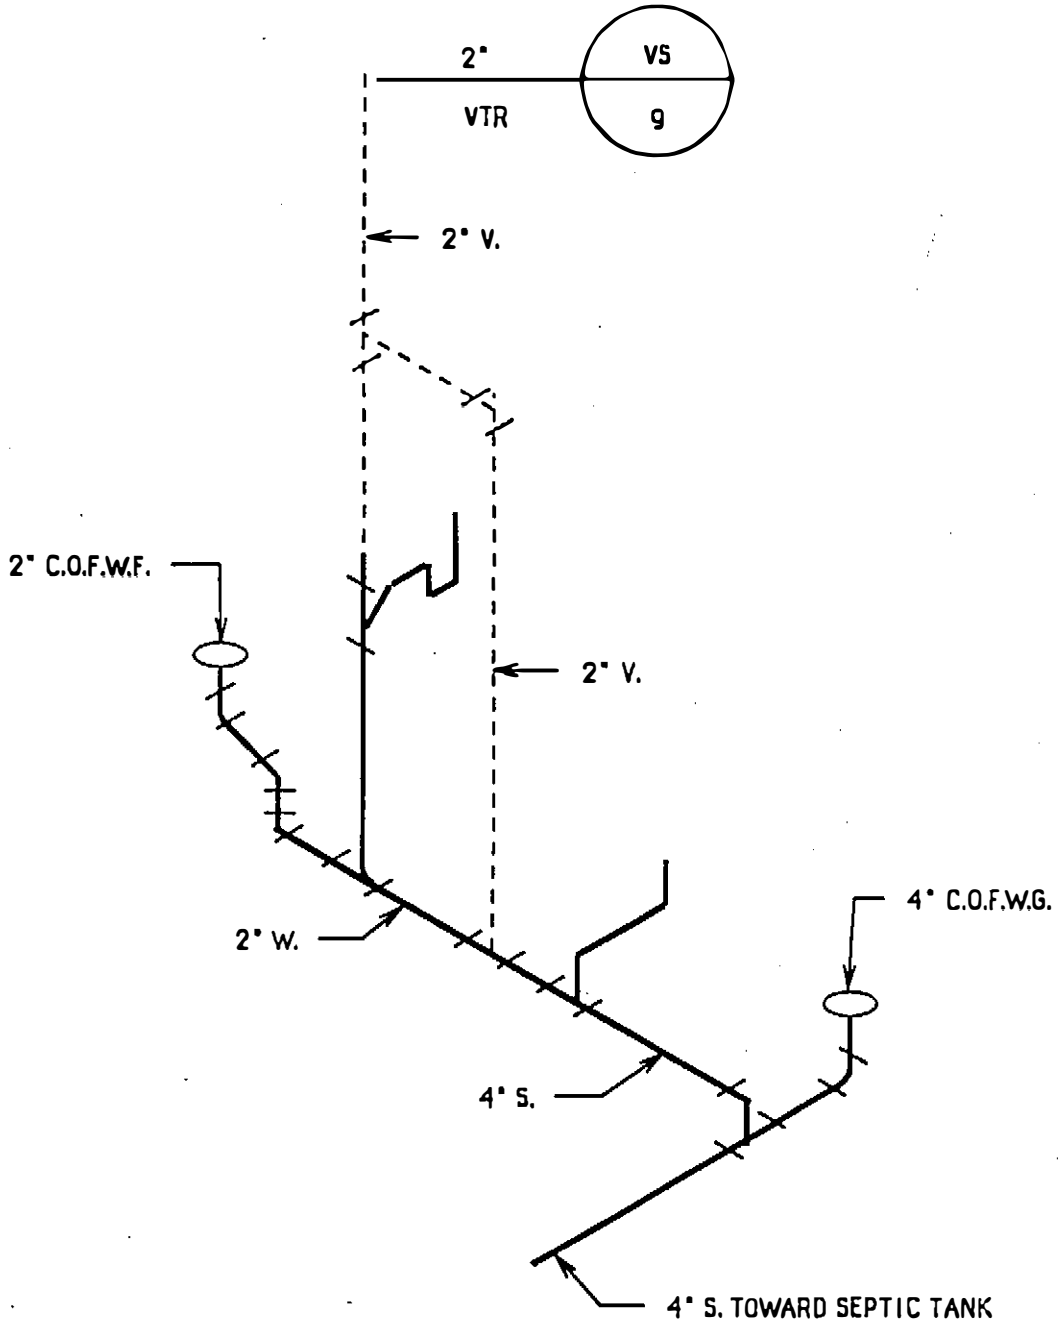 2" VS
VTR 9
2" V.
2" C.O.F.W.F.
2" V.
4" C.O.F.W.G.
2" W.
4" S.
4" S. TOWARD SEPTIC TANK